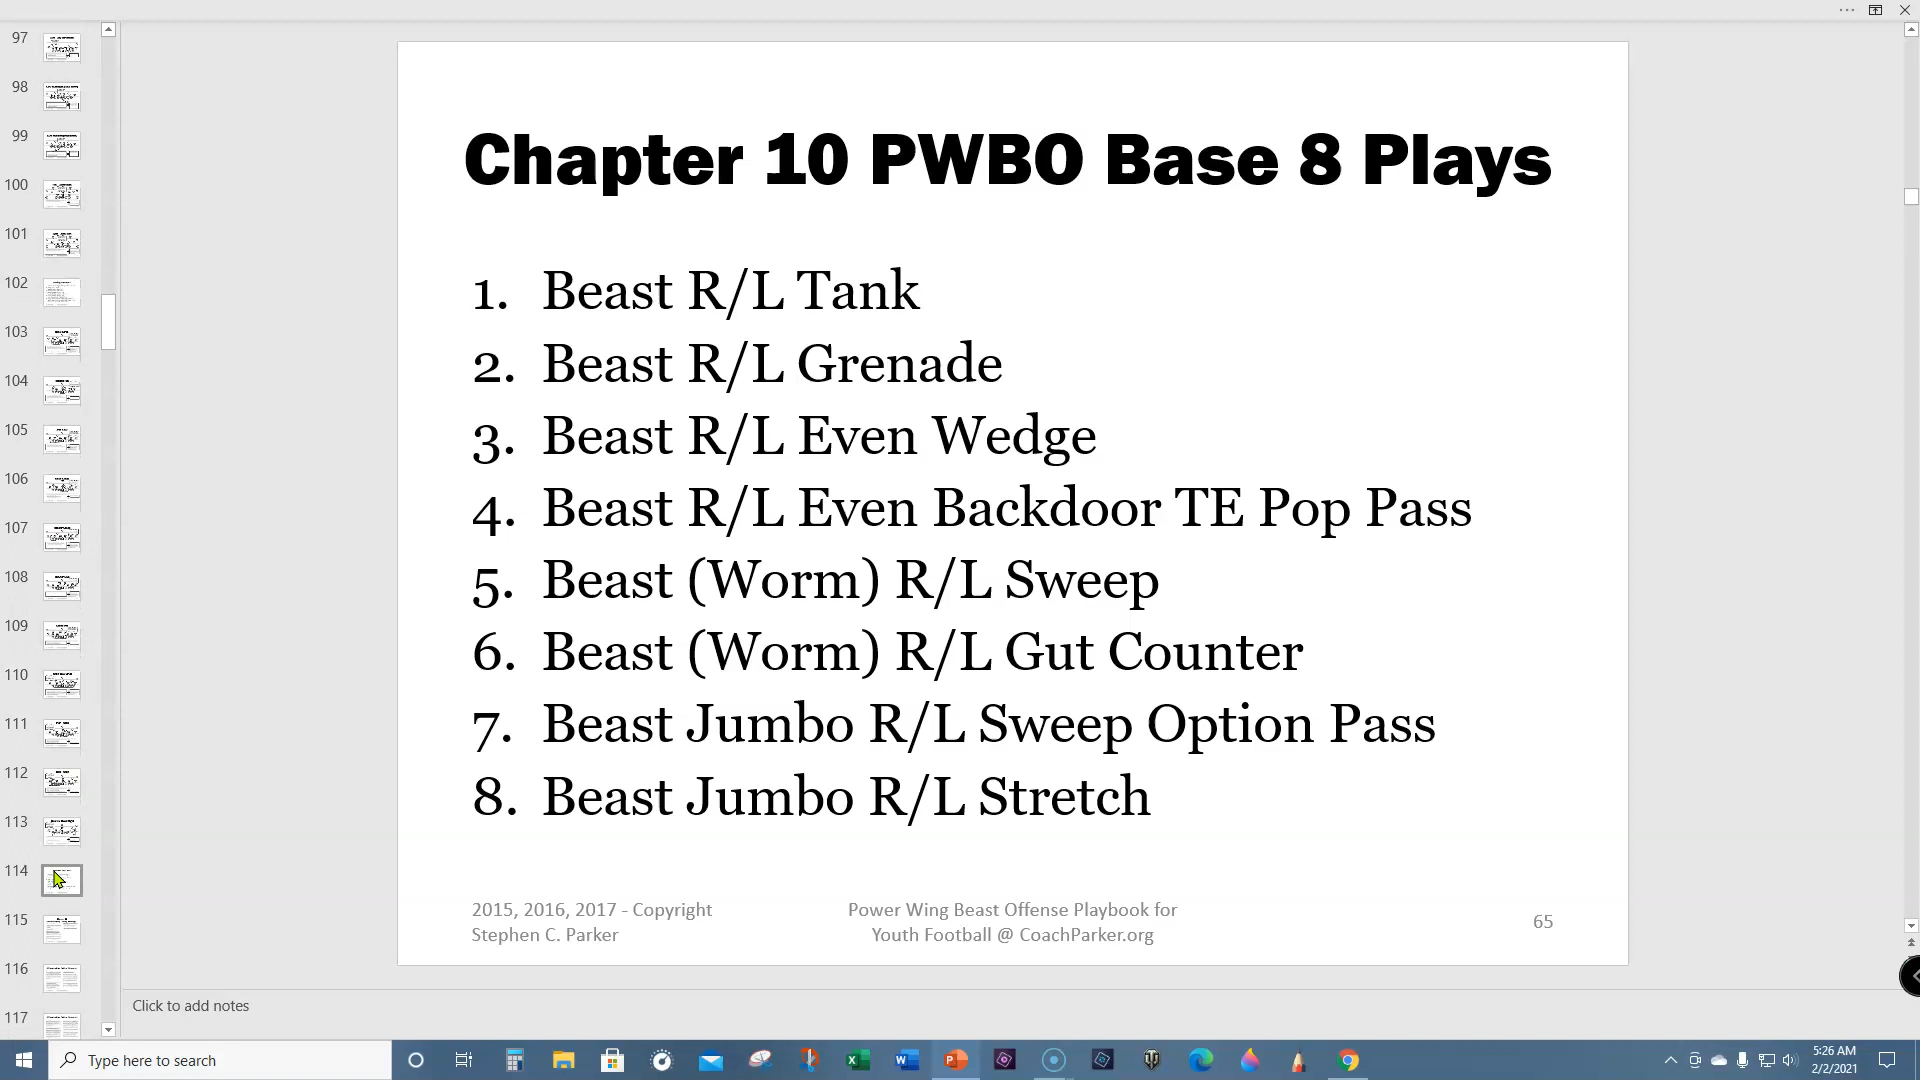 97
98
99
100
101
102
103
104
105
106
107
108
109
110
111
112
113
114
115
116
117
Chapter 10 PWBO Base 8 Plays
1. Beast R/L Tank
2. Beast R/L Grenade
3. Beast R/L Even Wedge
4. Beast R/L Even Backdoor TE Pop Pass
5. Beast (Worm) R/L Sweep
6. Beast (Worm) R/L Gut Counter
7. Beast Jumbo R/L Sweep Option Pass
8. Beast Jumbo R/L Stretch
2015, 2016, 2017 - Copyright
Stephen C. Parker
Power Wing Beast Offense Playbook for
Youth Football @ CoachParker.org
65
Click to add notes
Type here to search
5:26 AM
2/2/2021